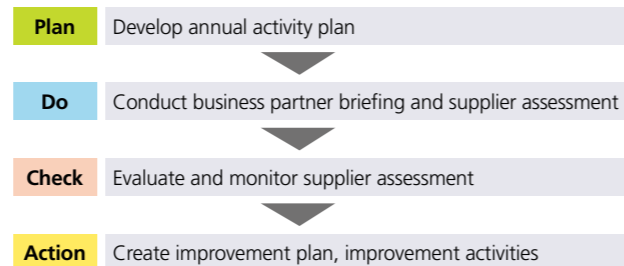 Plan Develop annual activity plan
Do Conduct business partner briefing and supplier assessment
Check Evaluate and monitor supplier assessment
Action Create improvement plan, improvement activities